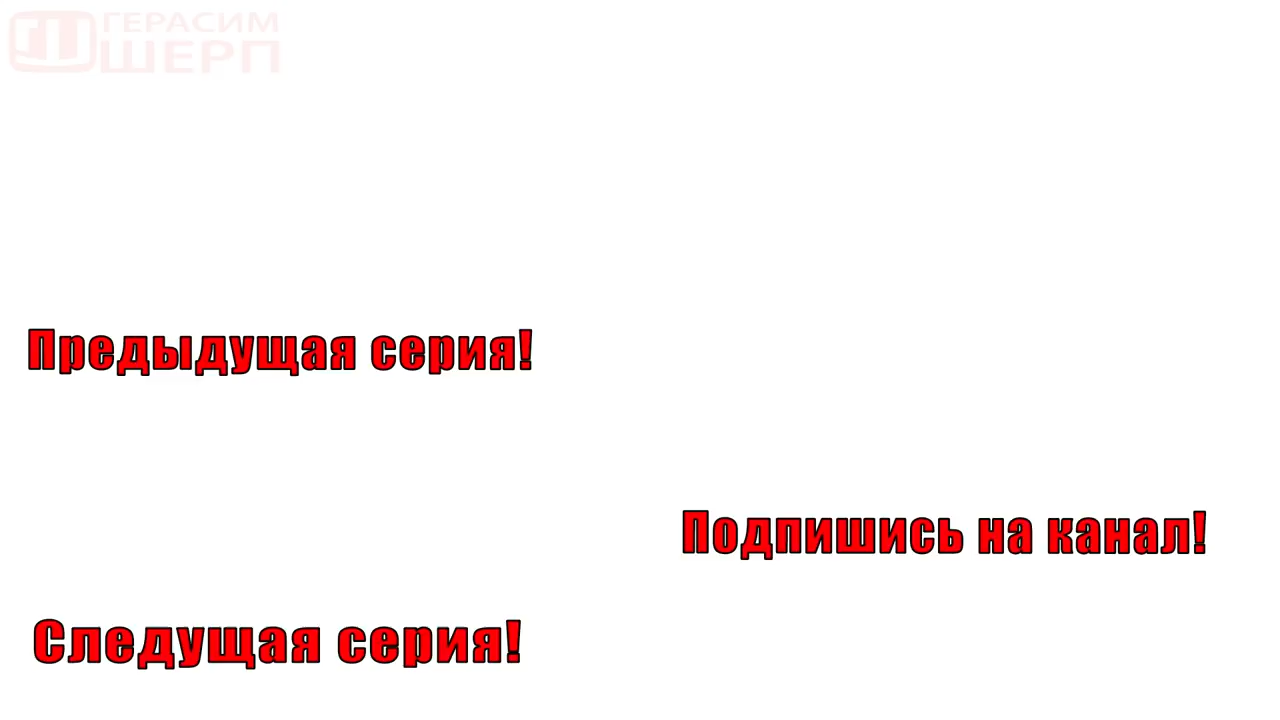 ГЕРАСИМ
ШЕРП
Предыдущая серия!
Подпишись на канал!
Следущая серия!